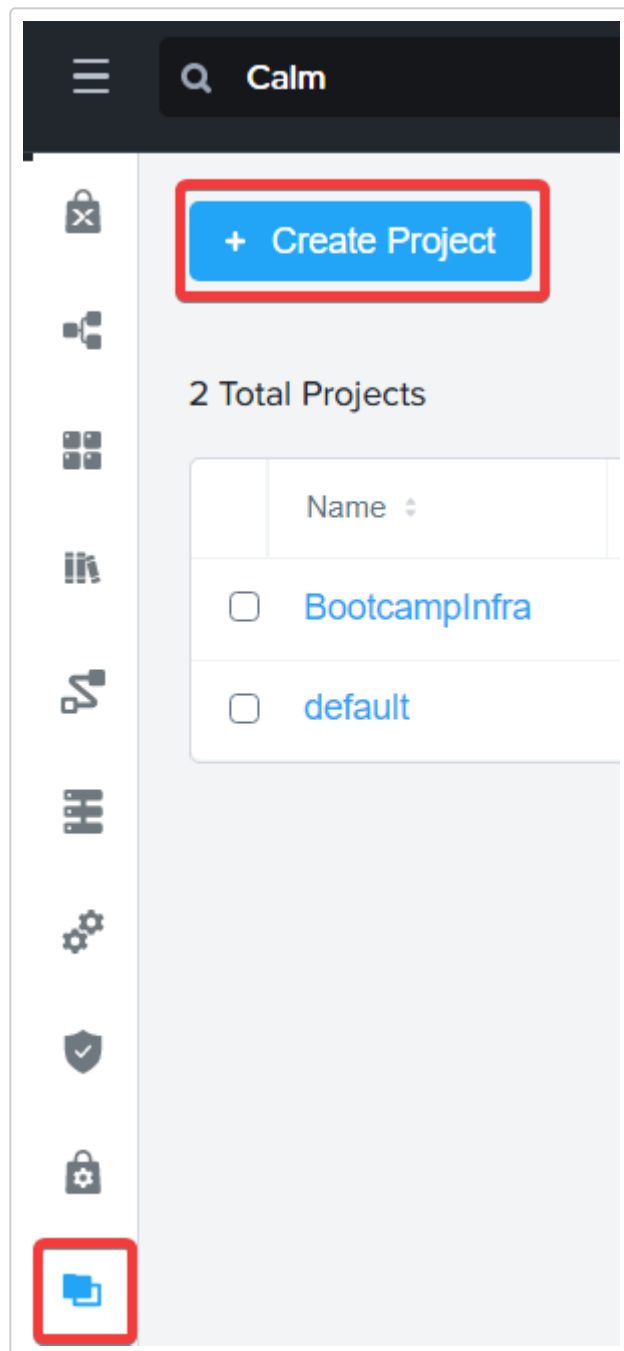 Calm
+ Create Project
2 Total Projects
Name
BootcampInfra
default